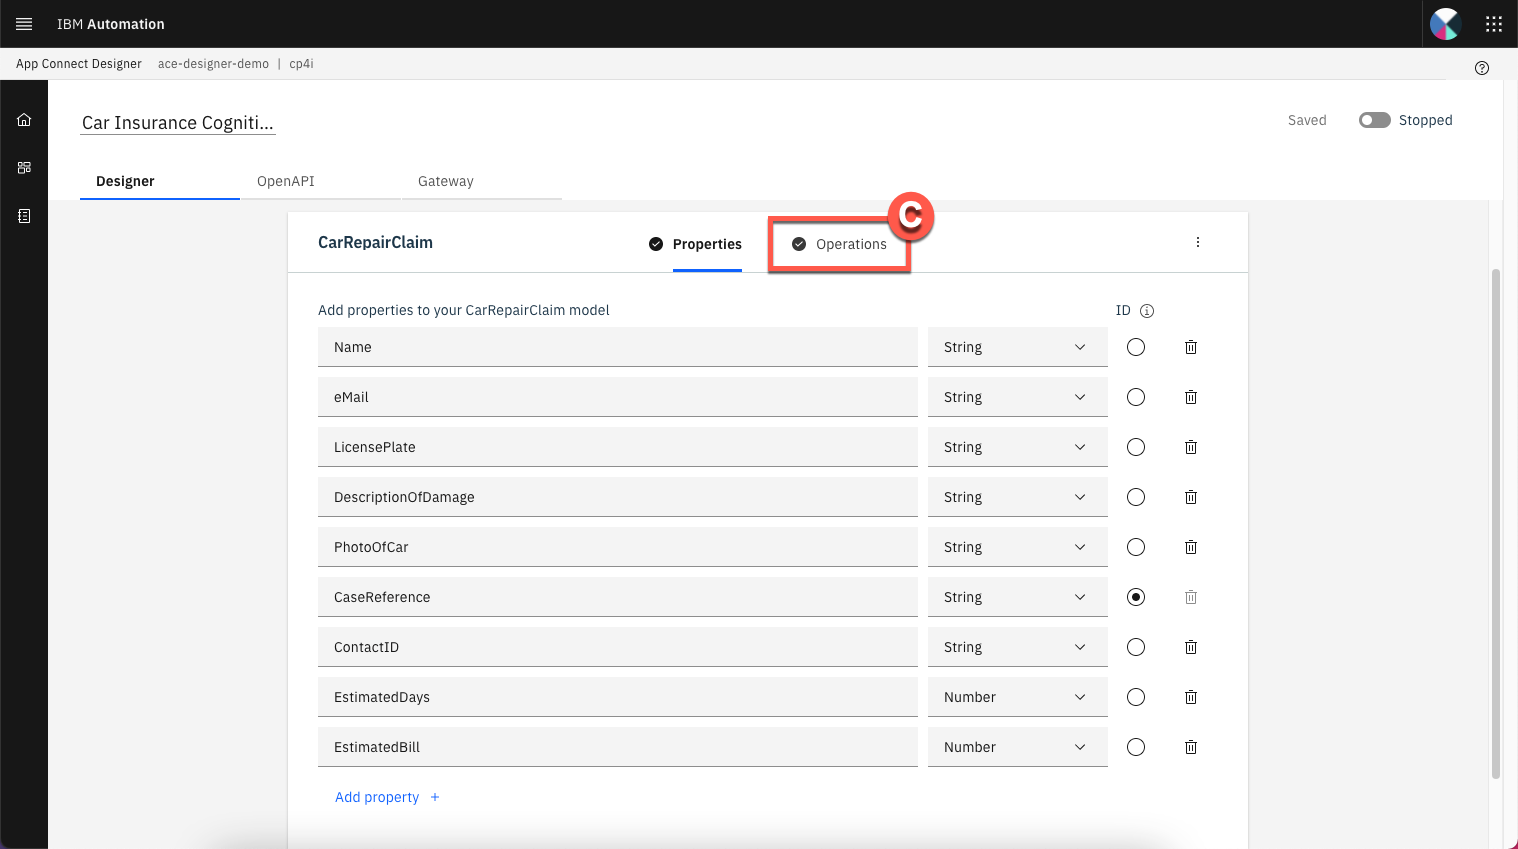 IBM Automation
App Connect Designer ace-designer-demo | cp4i
Car Insurance Cogniti...
Saved Stopped
Designer OpenAPI Gateway
C
CarRepairClaim Properties Operations
Add properties to your CarRepairClaim model ID
Name String
eMail String
LicensePlate String
DescriptionOfDamage String
PhotoOfCar String
CaseReference String
ContactID String
EstimatedDays Number
EstimatedBill Number
Add property +